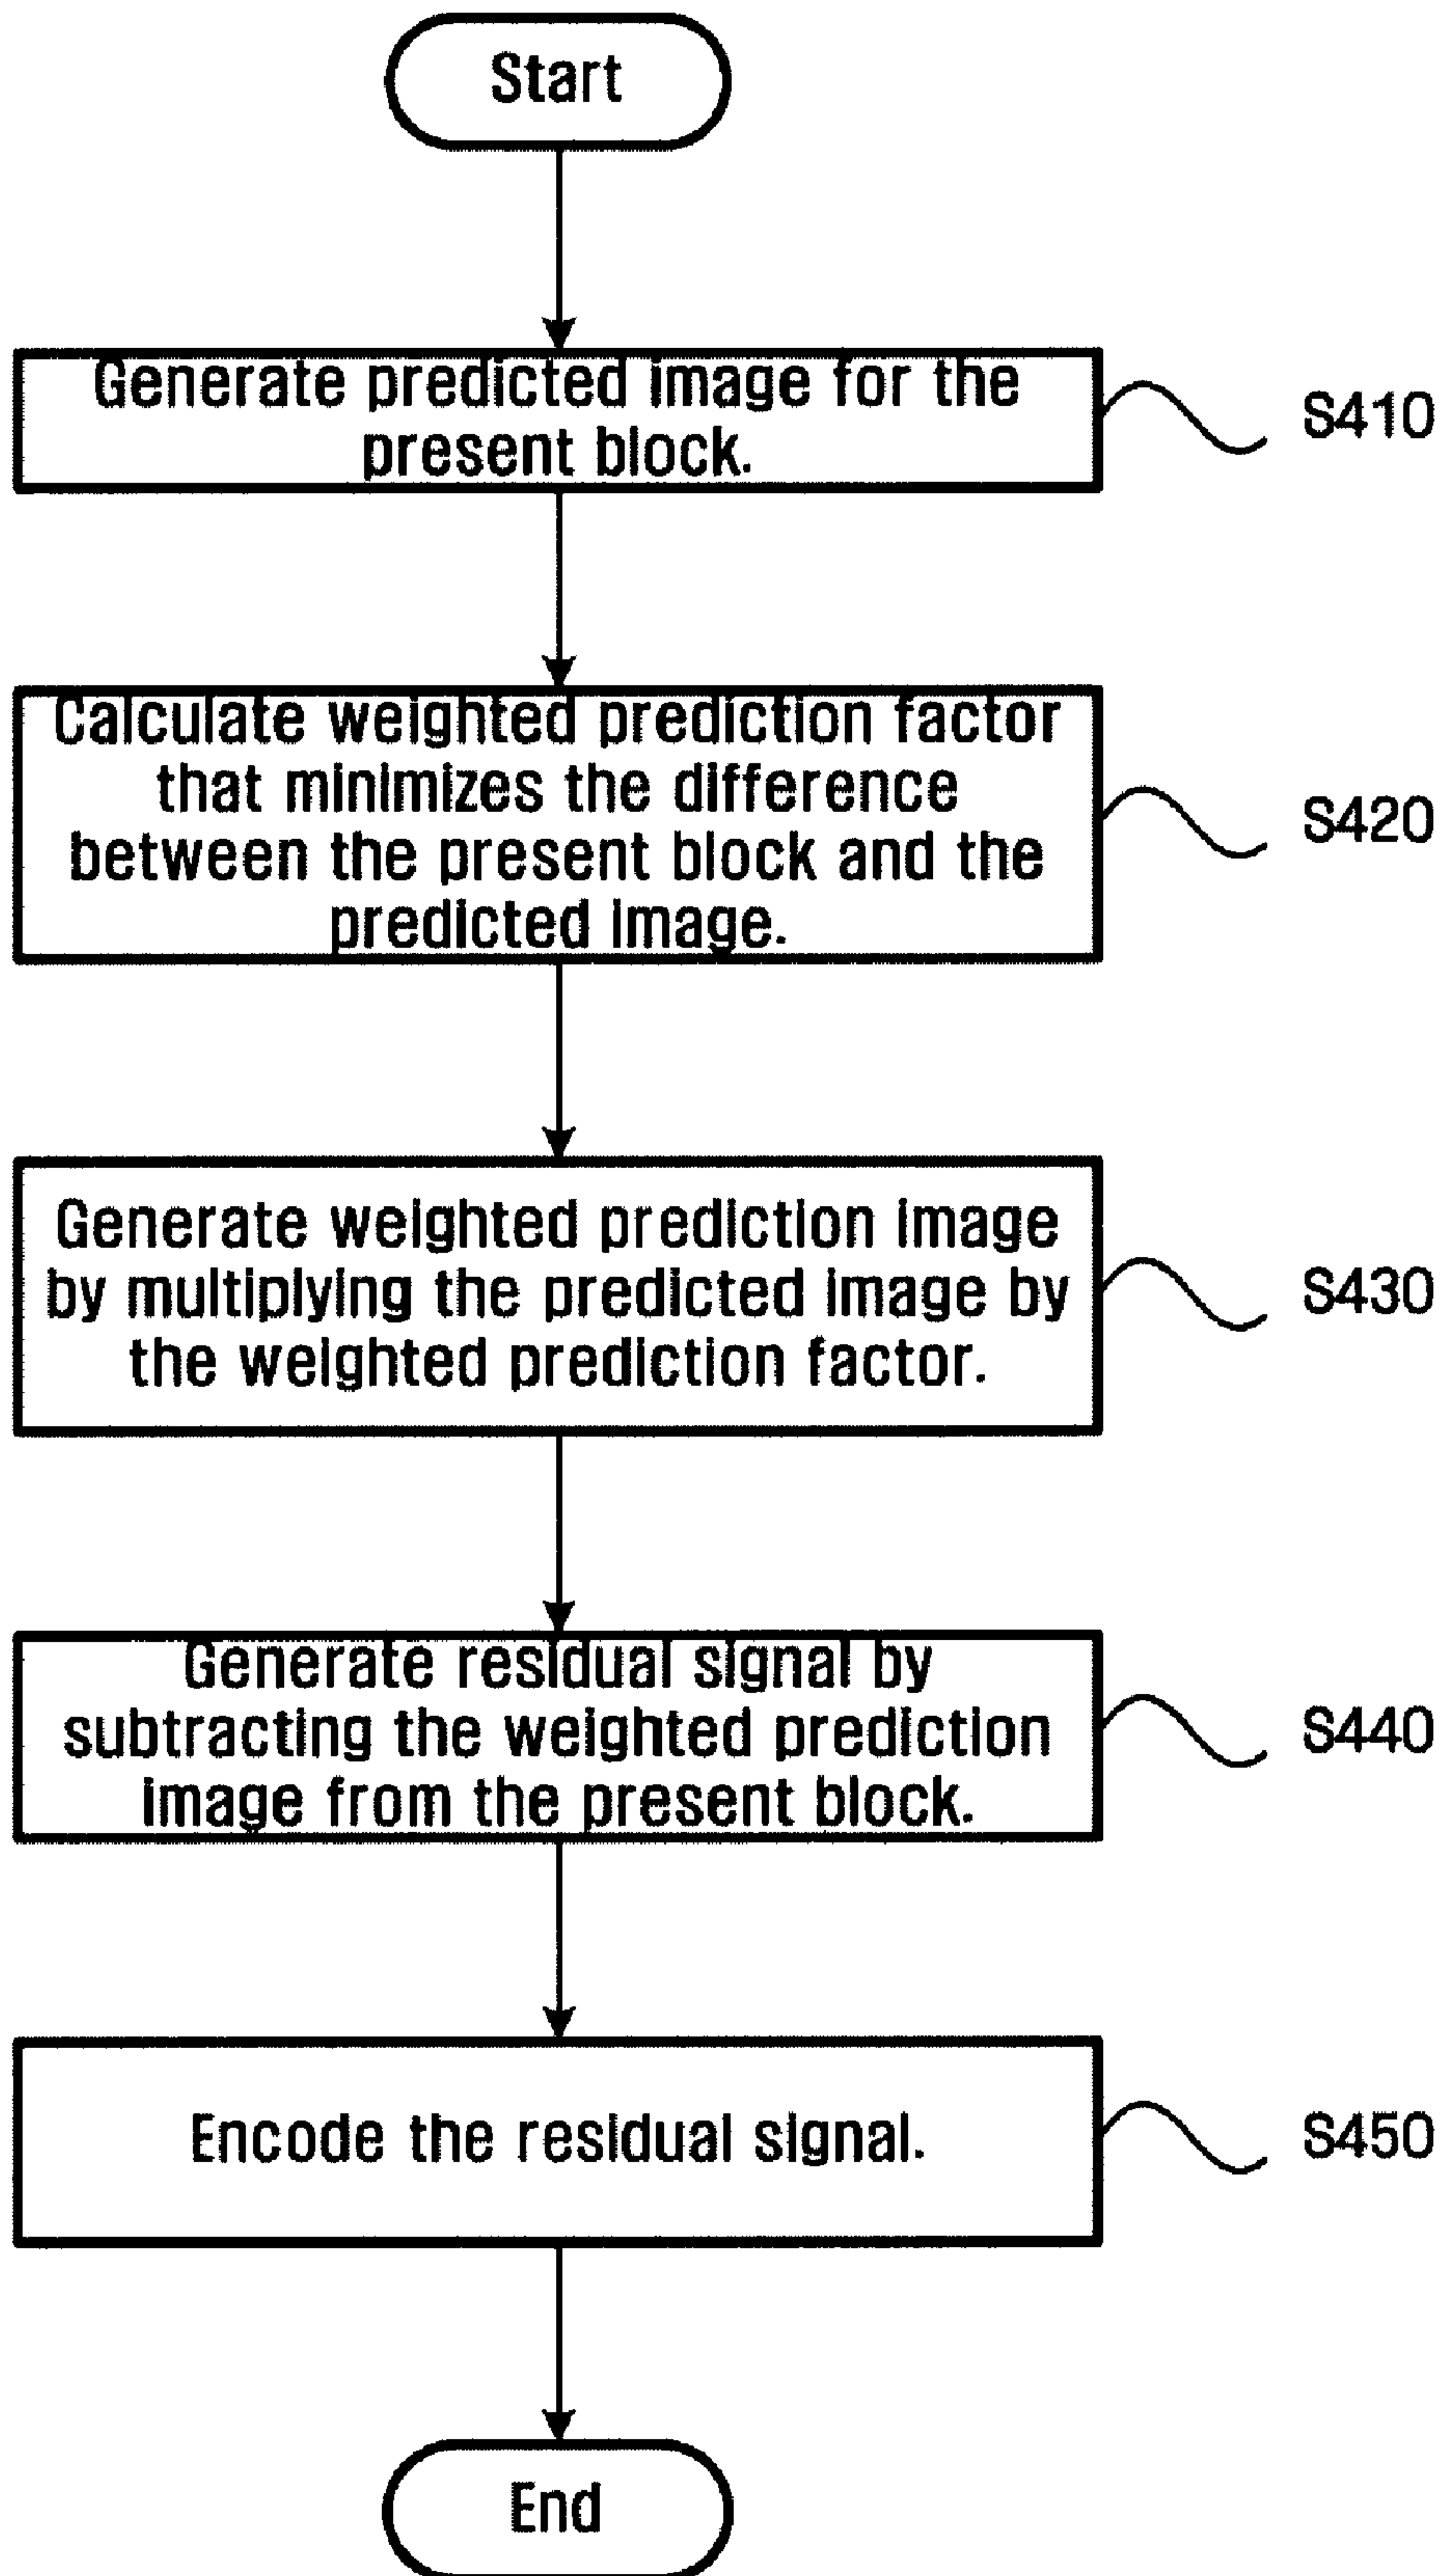 Start
Generate predicted image for the
present block.
S410
Calculate weighted prediction factor
that minimizes the difference
between the present block and the
predicted image.
S420
Generate weighted prediction image
by multiplying the predicted image by
the weighted prediction factor.
S430
Generate residual signal by
subtracting the weighted prediction
image from the present block.
S440
Encode the residual signal.
S450
End